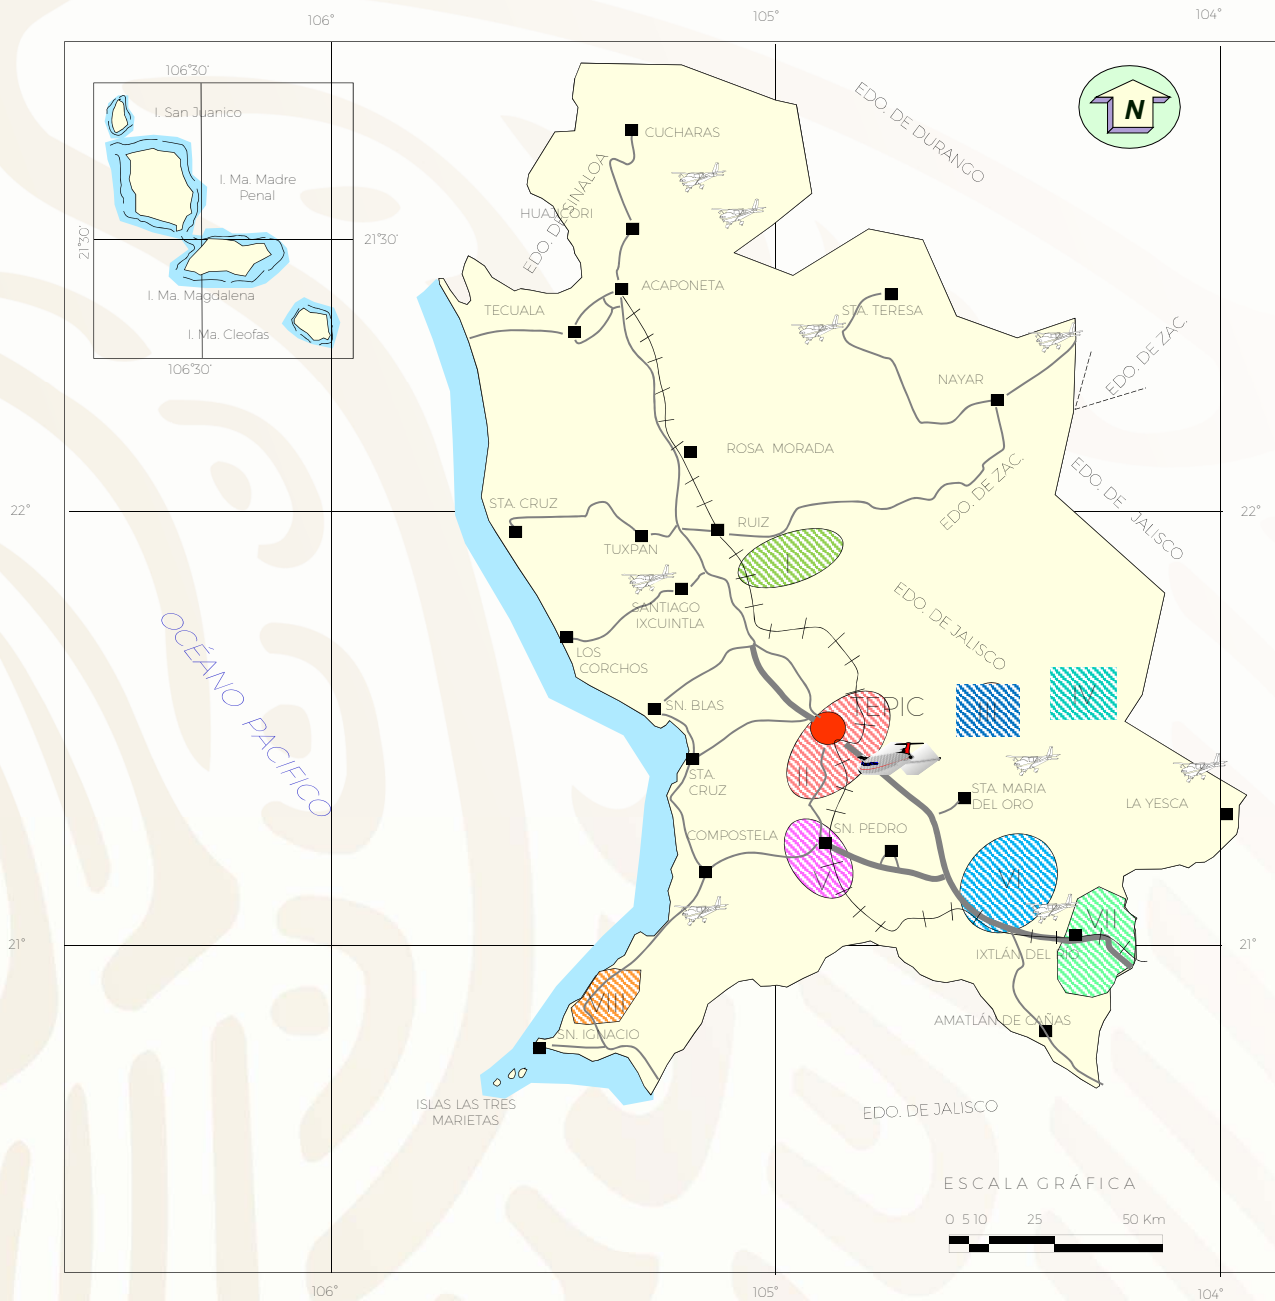 106°
105°
104°
106°30'
I. San Juanico
I. Ma. Madre
Penal
21°30'
21°30'
I. Ma. Magdalena
I. Ma. Cleofas
106°30'
N
EDO. DE DURANGO
CUCHARAS
EDO. DE SINALOA
HUAJICORI
ACAPONETA
TECUALA
STA. TERESA
EDO. DE ZAC.
NAYAR
ROSA MORADA
EDO. DE ZAC.
EDO. DE JALISCO
STA. CRUZ
22°
22°
RUIZ
TUXPAN
I
SANTIAGO
IXCUINTLA
EDO. DE JALISCO
OCÉANO PACIFICO
LOS
CORCHOS
SN. BLAS
TEPIC
III
IV
II
STA.
CRUZ
STA. MARIA
DEL ORO
LA YESCA
COMPOSTELA
SN. PEDRO
V
VI
VII
21°
21°
IXTLÁN DEL RIO
VIII
AMATLÁN DE CAÑAS
SN. IGNACIO
ISLAS LAS TRES
MARIETAS
EDO. DE JALISCO
ESCALA GRÁFICA
0 5 10 25 50 Km
106°
105°
104°